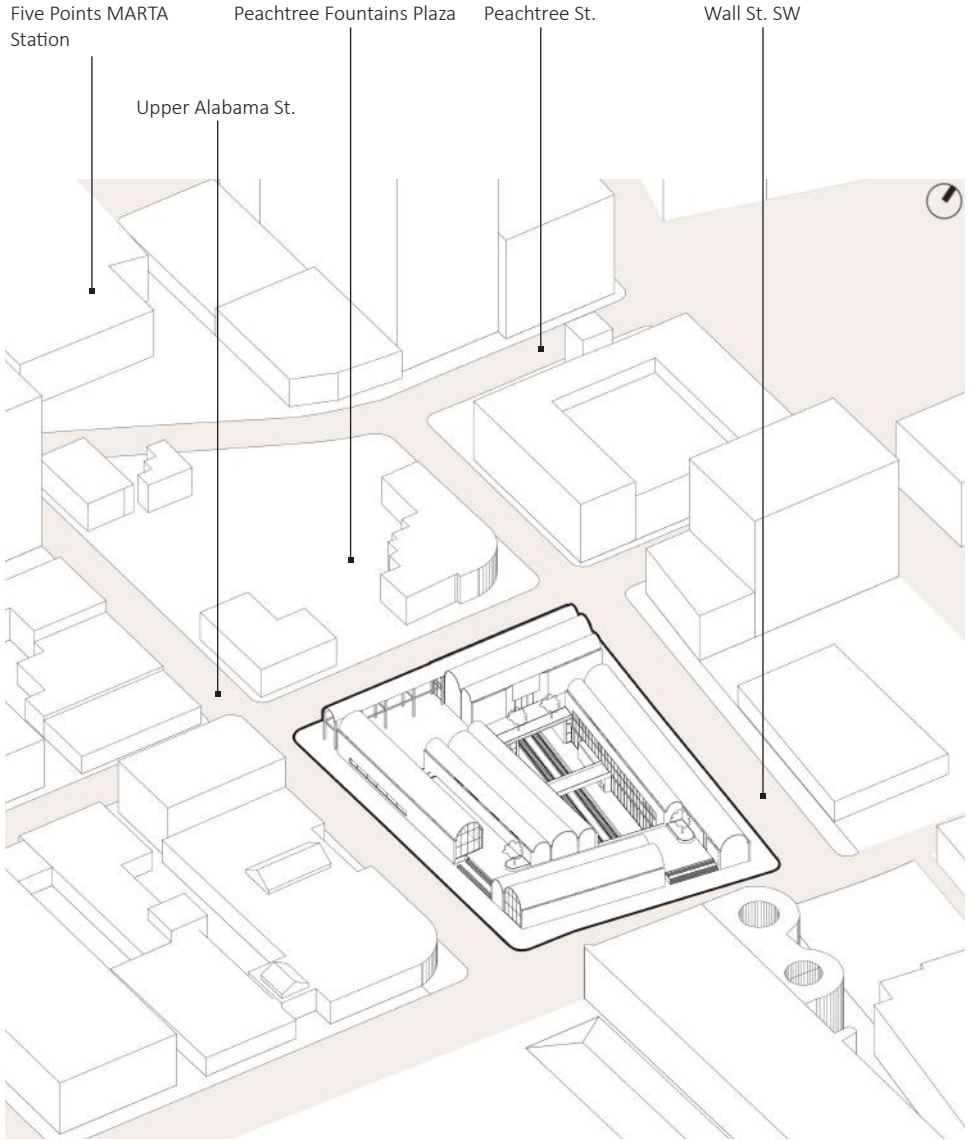 Five Points MARTA
Station
Peachtree Fountains Plaza
Peachtree St.
Wall St. SW
Upper Alabama St.